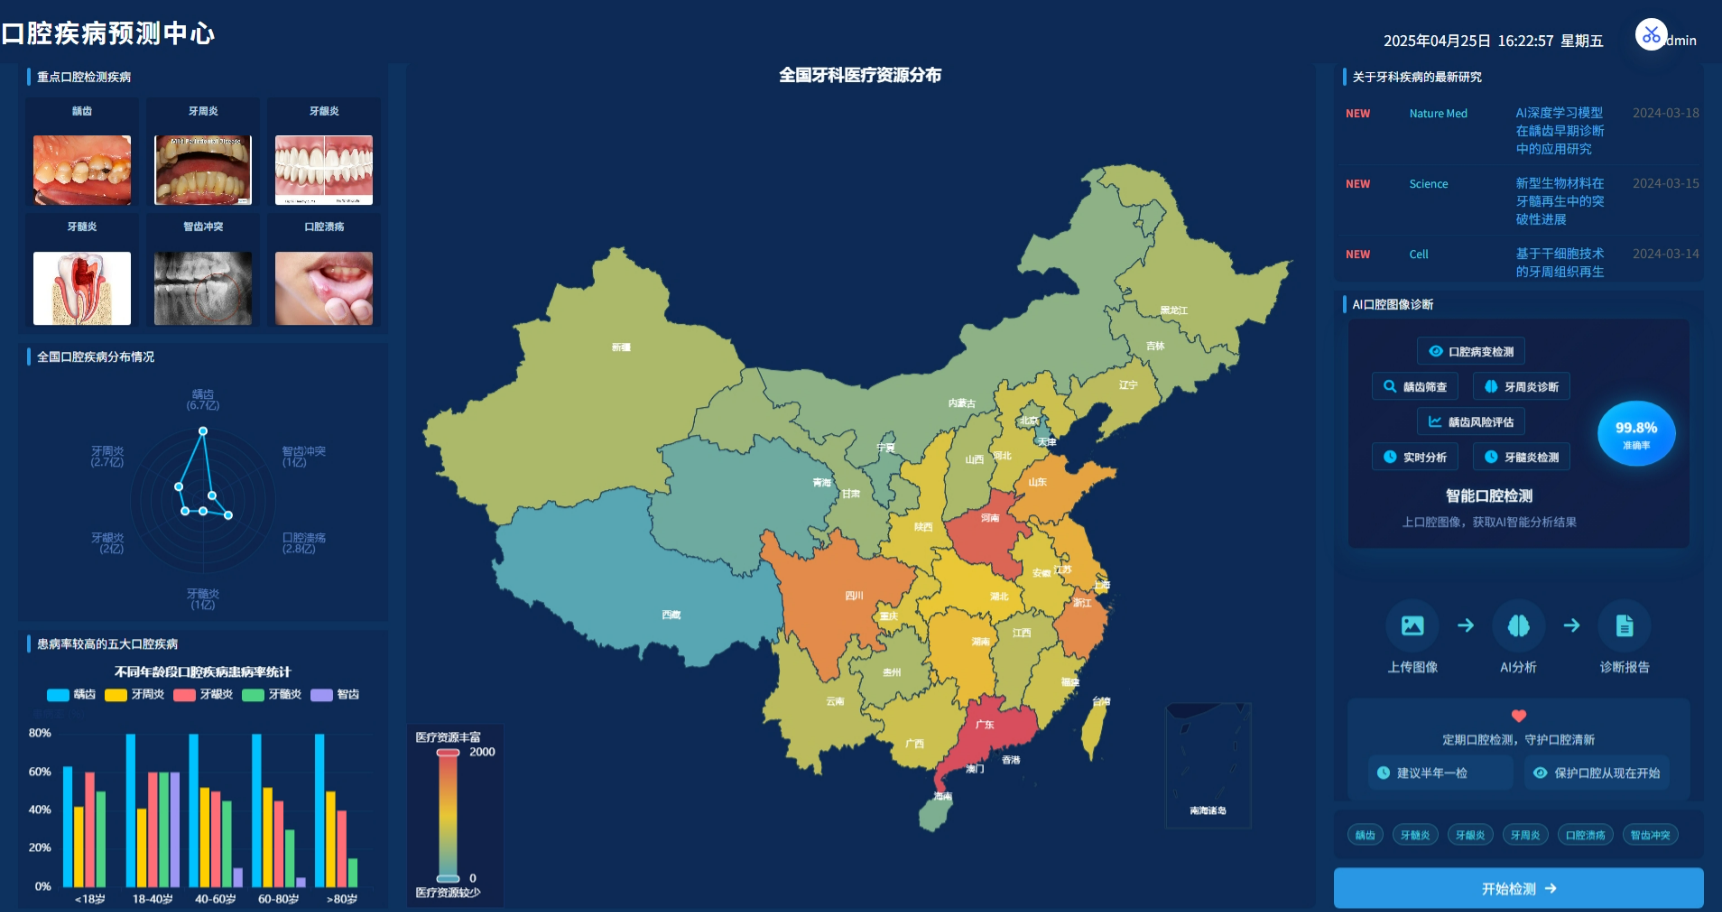 口腔疾病预测中心
2025年04月25日 16:22:57 星期五
dmin
重点口腔检测疾病
龋齿
牙周炎
牙龈炎
牙髓炎
智齿冲突
口腔溃疡
全国口腔疾病分布情况
龋齿
(6.7亿)
牙周炎
(2.7亿)
智齿冲突
(1亿)
牙龈炎
(2亿)
口腔溃疡
(2.8亿)
牙髓炎
(1亿)
患病率较高的五大口腔疾病
不同年龄段口腔疾病患病率统计
龋齿 牙周炎 牙龈炎 牙髓炎 智齿
80%
60%
40%
20%
0%
<18岁 18-40岁 40-60岁 60-80岁 >80岁
全国牙科医疗资源分布
黑龙江
吉林
新疆
辽宁
内蒙古
北京
天津
宁夏
山西
河北
青海
甘肃
山东
河南
陕西
安徽
江苏
上海
四川
湖北
浙江
西藏
重庆
湖南
江西
贵州
福建
云南
台湾
广东
广西
香港
澳门
海南
南海诸岛
医疗资源丰富
2000
0
医疗资源较少
关于牙科疾病的最新研究
NEW Nature Med AI深度学习模型 2024-03-18
在龋齿早期诊断
中的应用研究
NEW Science 新型生物材料在 2024-03-15
牙髓再生中的突
破性进展
NEW Cell 基于干细胞技术 2024-03-14
的牙周组织再生
AI口腔图像诊断
口腔病变检测
龋齿筛查
牙周炎诊断
龋齿风险评估
实时分析
牙髓炎检测
99.8%
准确率
智能口腔检测
上口腔图像，获取AI智能分析结果
上传图像
AI分析
诊断报告
定期口腔检测，守护口腔清新
建议半年一检
保护口腔从现在开始
龋齿 牙髓炎 牙龈炎 牙周炎 口腔溃疡 智齿冲突
开始检测